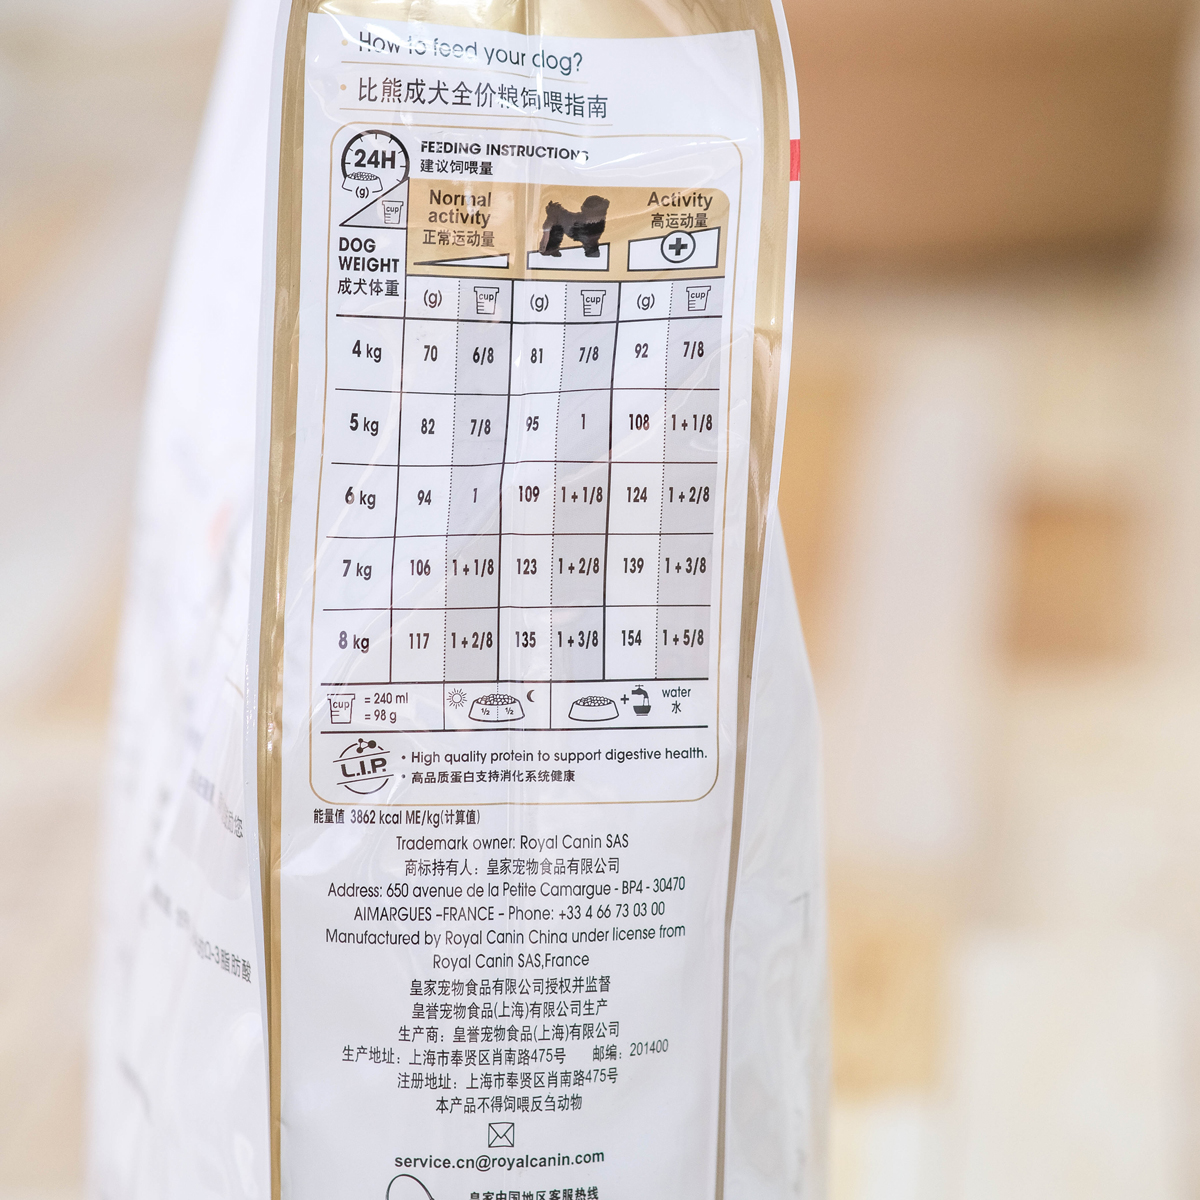 How to feed your dog?
比熊成犬全价粮饲喂指南
24H
(g)
cup
FEEDING INSTRUCTIONS
建议饲喂量
DOG WEIGHT
成犬体重
Normal activity
正常运动量
Activity
高运动量
(g) cup (g) cup (g) cup
4 kg 70 6/8 81 7/8 92 7/8
5 kg 82 7/8 95 1 108 1+1/8
6 kg 94 1 109 1+1/8 124 1+2/8
7 kg 106 1+1/8 123 1+2/8 139 1+3/8
8 kg 117 1+2/8 135 1+3/8 154 1+5/8
cup = 240 ml
= 98 g
½ ½
+ water
水
L.I.P.
• High quality protein to support digestive health.
• 高品质蛋白支持消化系统健康
能量值 3862 kcal ME/kg(计算值)
Trademark owner: Royal Canin SAS
商标持有人：皇家宠物食品有限公司
Address: 650 avenue de la Petite Camargue - BP4 - 30470
AIMARGUES –FRANCE – Phone: +33 4 66 73 03 00
Manufactured by Royal Canin China under license from
Royal Canin SAS,France
皇家宠物食品有限公司授权并监督
皇誉宠物食品(上海)有限公司生产
生产商：皇誉宠物食品(上海)有限公司
生产地址：上海市奉贤区肖南路475号 邮编：201400
注册地址：上海市奉贤区肖南路475号
本产品不得饲喂反刍动物
service.cn@royalcanin.com
皇家中国地区客服热线
-3脂肪酸